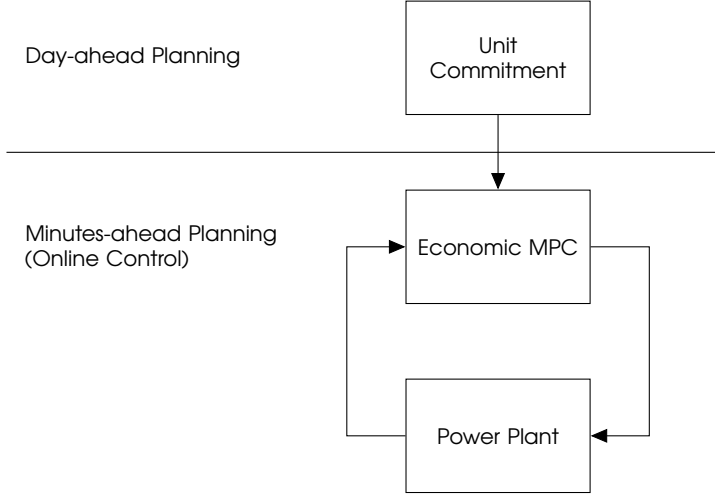 Day-ahead Planning
Unit
Commitment
Minutes-ahead Planning
(Online Control)
Economic MPC
Power Plant